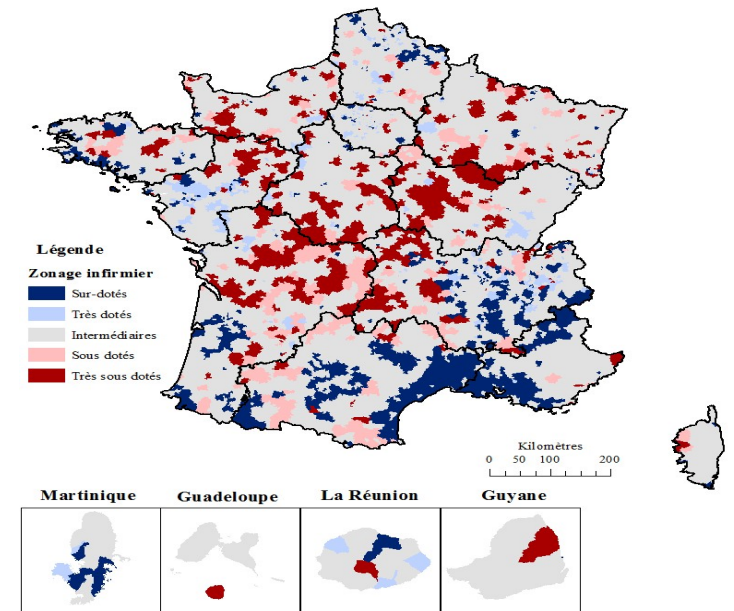 Légende
Zonage infirmier
Sur-dotés
Très dotés
Intermédiaires
Sous dotés
Très sous dotés
Kilomètres
0 50 100 200
Martinique Guadeloupe La Réunion Guyane